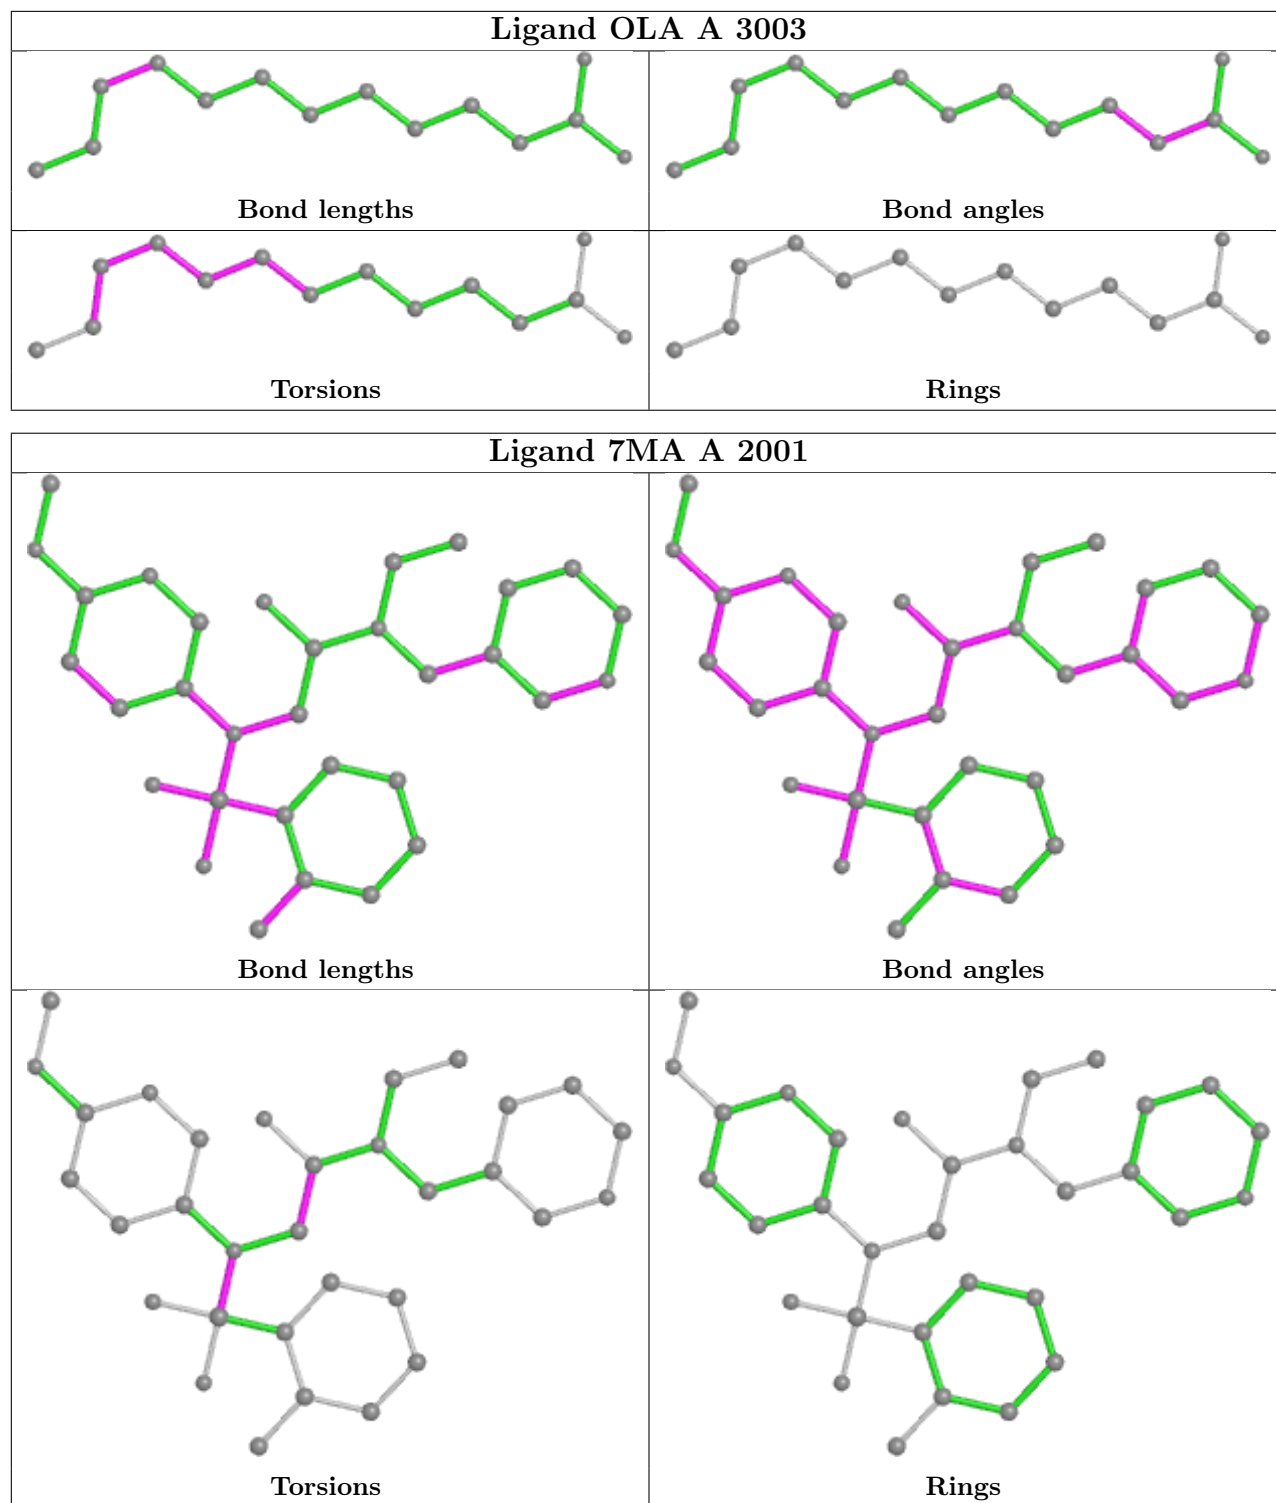 Ligand OLA A 3003
Bond lengths
Bond angles
Torsions
Rings
Ligand 7MA A 2001
Bond lengths
Bond angles
Torsions
Rings